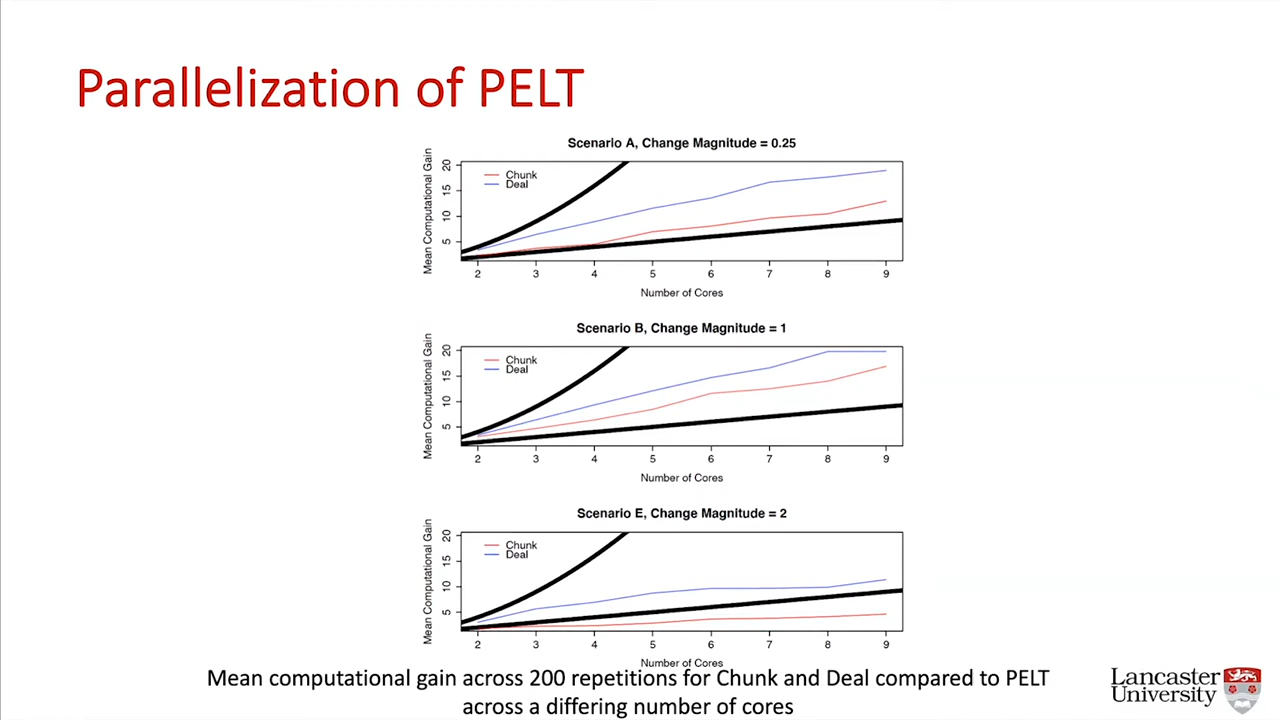 Parallelization of PELT
Scenario A, Change Magnitude = 0.25
Mean Computational Gain
20
15
10
5
Chunk
Deal
2 3 4 5 6 7 8 9
Number of Cores
Scenario B, Change Magnitude = 1
Mean Computational Gain
20
15
10
5
Chunk
Deal
2 3 4 5 6 7 8 9
Number of Cores
Scenario E, Change Magnitude = 2
Mean Computational Gain
20
15
10
5
Chunk
Deal
2 3 4 5 6 7 8 9
Number of Cores
Mean computational gain across 200 repetitions for Chunk and Deal compared to PELT
across a differing number of cores
Lancaster
University